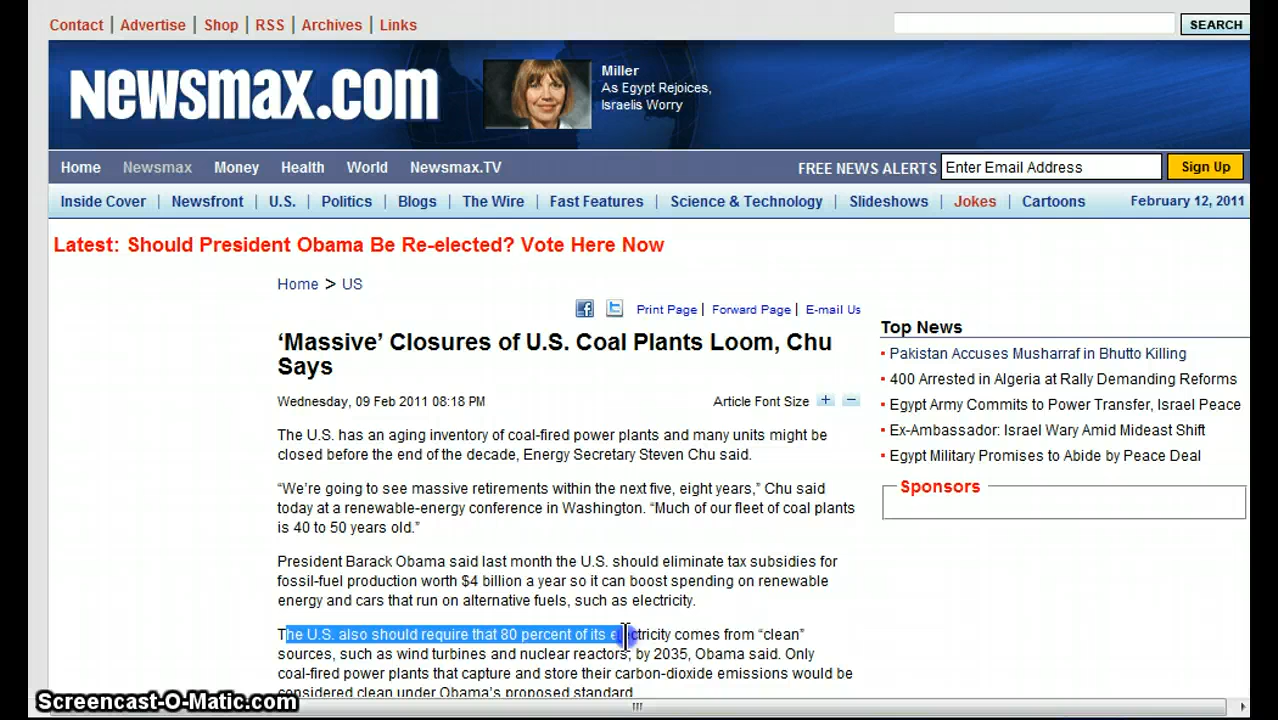 Contact | Advertise | Shop | RSS | Archives | Links
SEARCH
Newsmax.com
Miller
As Egypt Rejoices,
Israelis Worry
Home Newsmax Money Health World Newsmax.TV
FREE NEWS ALERTS Enter Email Address Sign Up
Inside Cover | Newsfront | U.S. | Politics | Blogs | The Wire | Fast Features | Science & Technology | Slideshows | Jokes | Cartoons February 12, 2011
Latest: Should President Obama Be Re-elected? Vote Here Now
Home > US
Print Page | Forward Page | E-mail Us
‘Massive’ Closures of U.S. Coal Plants Loom, Chu
Says
Wednesday, 09 Feb 2011 08:18 PM
Article Font Size + −
The U.S. has an aging inventory of coal-fired power plants and many units might be
closed before the end of the decade, Energy Secretary Steven Chu said.
“We’re going to see massive retirements within the next five, eight years,” Chu said
today at a renewable-energy conference in Washington. “Much of our fleet of coal plants
is 40 to 50 years old.”
President Barack Obama said last month the U.S. should eliminate tax subsidies for
fossil-fuel production worth $4 billion a year so it can boost spending on renewable
energy and cars that run on alternative fuels, such as electricity.
The U.S. also should require that 80 percent of its electricity comes from “clean”
sources, such as wind turbines and nuclear reactors, by 2035, Obama said. Only
coal-fired power plants that capture and store their carbon-dioxide emissions would be
considered clean under Obama’s proposed standard.
Top News
Pakistan Accuses Musharraf in Bhutto Killing
400 Arrested in Algeria at Rally Demanding Reforms
Egypt Army Commits to Power Transfer, Israel Peace
Ex-Ambassador: Israel Wary Amid Mideast Shift
Egypt Military Promises to Abide by Peace Deal
Sponsors
Screencast-O-Matic.com